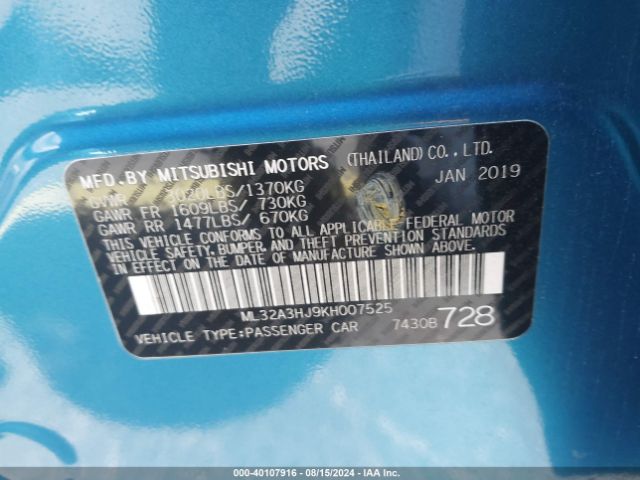 MFD.BY MITSUBISHI MOTORS (THAILAND) CO.,LTD.
GVWR 3020LBS/1370KG JAN 2019
GAWR FR 1609LBS/ 730KG
GAWR RR 1477LBS/ 670KG
THIS VEHICLE CONFORMS TO ALL APPLICABLE FEDERAL MOTOR
VEHICLE SAFETY, BUMPER, AND THEFT PREVENTION STANDARDS
IN EFFECT ON THE DATE OF MANUFACTURE SHOWN ABOVE.
ML32A3HJ9KH007525
VEHICLE TYPE:PASSENGER CAR 7430B 728
000-40107916 - 08/15/2024 - IAA Inc.